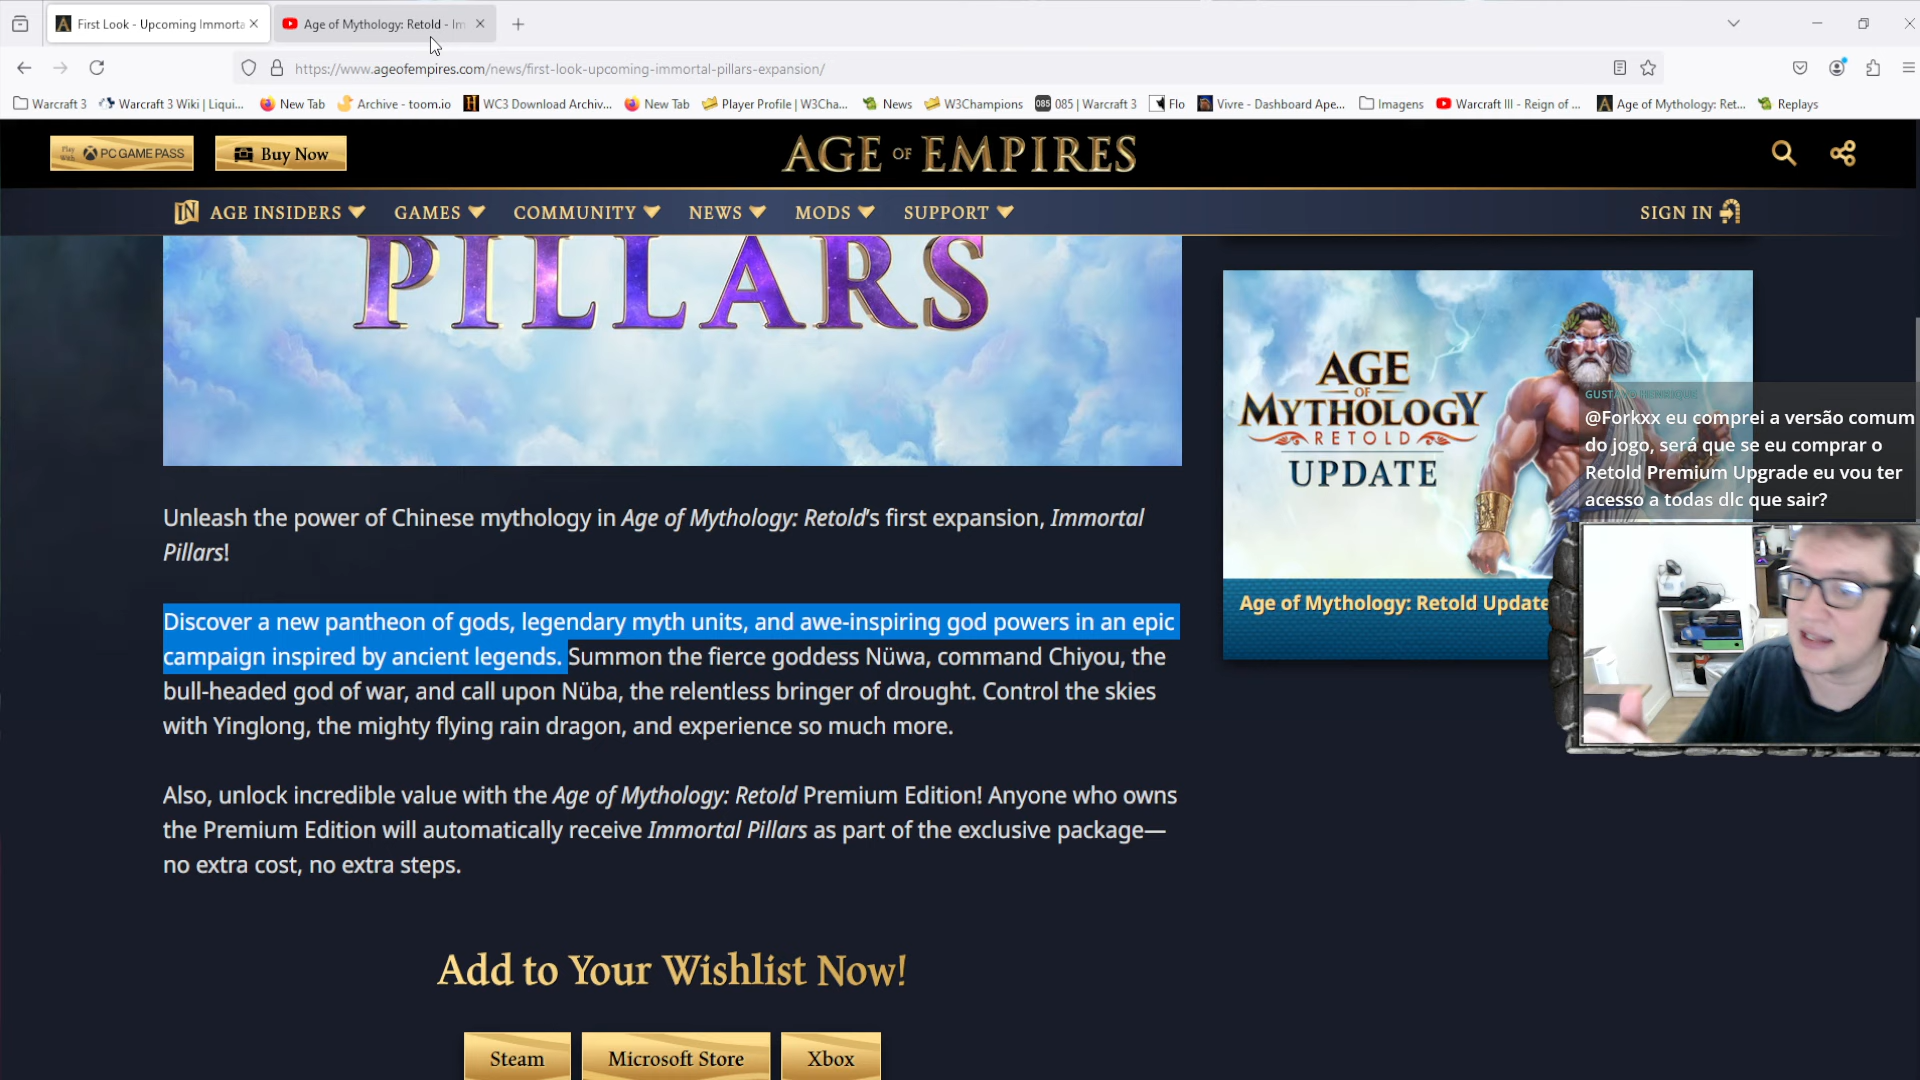 First Look - Upcoming Immorta
Age of Mythology: Retold - Im
https://www.ageofempires.com/news/first-look-upcoming-immortal-pillars-expansion/
Warcraft 3
Warcraft 3 Wiki | Liqui...
New Tab
Archive - toom.io
WC3 Download Archiv...
New Tab
Player Profile | W3Cha...
News
W3Champions
085 085 | Warcraft 3
Flo
Vivre - Dashboard Ape...
Imagens
Warcraft III - Reign of ...
Age of Mythology: Ret...
Replays
Play With PC GAME PASS
Buy Now
AGE OF EMPIRES
AGE INSIDERS
GAMES
COMMUNITY
NEWS
MODS
SUPPORT
SIGN IN
PILLARS
AGE
OF
MYTHOLOGY
RETOLD
UPDATE
@Forkxx eu comprei a versão comum
do jogo, será que se eu comprar o
Retold Premium Upgrade eu vou ter
acesso a todas dlc que sair?
Age of Mythology: Retold Update
Unleash the power of Chinese mythology in Age of Mythology: Retold's first expansion, Immortal
Pillars!
Discover a new pantheon of gods, legendary myth units, and awe-inspiring god powers in an epic
campaign inspired by ancient legends. Summon the fierce goddess Nüwa, command Chiyou, the
bull-headed god of war, and call upon Nüba, the relentless bringer of drought. Control the skies
with Yinglong, the mighty flying rain dragon, and experience so much more.
Also, unlock incredible value with the Age of Mythology: Retold Premium Edition! Anyone who owns
the Premium Edition will automatically receive Immortal Pillars as part of the exclusive package—
no extra cost, no extra steps.
Add to Your Wishlist Now!
Steam
Microsoft Store
Xbox